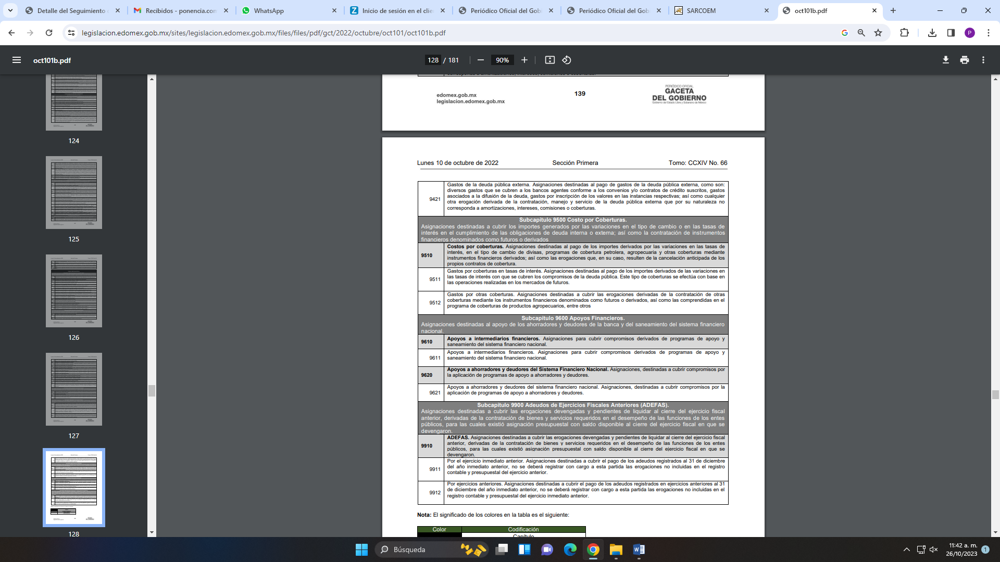 Detalle del Seguimiento
Recibidos - ponencia.com
WhatsApp
Inicio de sesión en el clie
Periódico Oficial del Gob
Periódico Oficial del Gob
SARCOEM
oct101b.pdf
legislacion.edomex.gob.mx/sites/legislacion.edomex.gob.mx/files/files/pdf/gct/2022/octubre/oct101/oct101b.pdf
P
oct101b.pdf
128 / 181
90%
124
125
126
127
128
edomex.gob.mx
legislacion.edomex.gob.mx
139
PERIÓDICO OFICIAL
GACETA
DEL GOBIERNO
Gobierno del Estado Libre y Soberano de México
Lunes 10 de octubre de 2022 Sección Primera Tomo: CCXIV No. 66
9421
Gastos de la deuda pública externa. Asignaciones destinadas al pago de gastos de la deuda pública externa, como son:
diversos gastos que se cubren a los bancos agentes conforme a los convenios y/o contratos de crédito suscritos, gastos
asociados a la difusión de la deuda, gastos por inscripción de los valores en las instancias respectivas; así como cualquier
otra erogación derivada de la contratación, manejo y servicio de la deuda pública externa que por su naturaleza no
corresponda a amortizaciones, intereses, comisiones o coberturas.
Subcapítulo 9500 Costo por Coberturas.
Asignaciones destinadas a cubrir los importes generados por las variaciones en el tipo de cambio o en las tasas de
interés en el cumplimiento de las obligaciones de deuda interna o externa; así como la contratación de instrumentos
financieros denominados como futuros o derivados
9510
Costos por coberturas. Asignaciones destinadas al pago de los importes derivados por las variaciones en las tasas de
interés, en el tipo de cambio de divisas, programas de cobertura petrolera, agropecuaria y otras coberturas mediante
instrumentos financieros derivados; así como las erogaciones que, en su caso, resulten de la cancelación anticipada de los
propios contratos de cobertura.
9511
Gastos por coberturas en tasas de interés. Asignaciones destinadas al pago de los importes derivados de las variaciones en
las tasas de interés con que se cubren los compromisos de la deuda pública. Este tipo de coberturas se efectúa con base en
las operaciones realizadas en los mercados de futuros.
9512
Gastos por otras coberturas. Asignaciones destinadas a cubrir las erogaciones derivadas de la contratación de otras
coberturas mediante los instrumentos financieros denominados como futuros o derivados, así como las comprendidas en el
programa de coberturas de productos agropecuarios, entre otros
Subcapítulo 9600 Apoyos Financieros.
Asignaciones destinadas al apoyo de los ahorradores y deudores de la banca y del saneamiento del sistema financiero
nacional.
9610
Apoyos a intermediarios financieros. Asignaciones para cubrir compromisos derivados de programas de apoyo y
saneamiento del sistema financiero nacional.
9611
Apoyos a intermediarios financieros. Asignaciones para cubrir compromisos derivados de programas de apoyo y
saneamiento del sistema financiero nacional.
9620
Apoyos a ahorradores y deudores del Sistema Financiero Nacional. Asignaciones, destinadas a cubrir compromisos por
la aplicación de programas de apoyo a ahorradores y deudores.
9621
Apoyos a ahorradores y deudores del sistema financiero nacional. Asignaciones, destinadas a cubrir compromisos por la
aplicación de programas de apoyo a ahorradores y deudores.
Subcapítulo 9900 Adeudos de Ejercicios Fiscales Anteriores (ADEFAS).
Asignaciones destinadas a cubrir las erogaciones devengadas y pendientes de liquidar al cierre del ejercicio fiscal
anterior, derivadas de la contratación de bienes y servicios requeridos en el desempeño de las funciones de los entes
públicos, para las cuales existió asignación presupuestal con saldo disponible al cierre del ejercicio fiscal en que se
devengaron.
9910
ADEFAS. Asignaciones destinadas a cubrir las erogaciones devengadas y pendientes de liquidar al cierre del ejercicio fiscal
anterior, derivadas de la contratación de bienes y servicios requeridos en el desempeño de las funciones de los entes
públicos, para las cuales existió asignación presupuestal con saldo disponible al cierre del ejercicio fiscal en que se
devengaron.
9911
Por el ejercicio inmediato anterior. Asignaciones destinadas a cubrir el pago de los adeudos registrados al 31 de diciembre
del año inmediato anterior, no se deberá registrar con cargo a esta partida las erogaciones no incluidas en el registro
contable y presupuestal del ejercicio anterior.
9912
Por ejercicios anteriores. Asignaciones destinadas a cubrir el pago de los adeudos registrados en ejercicios anteriores al 31
de diciembre del año inmediato anterior, no se deberá registrar con cargo a esta partida las erogaciones no incluidas en el
registro contable y presupuestal del ejercicio inmediato anterior.
Nota: El significado de los colores en la tabla es el siguiente:
Color Codificación
Capítulo
Búsqueda
11:42 a. m.
26/10/2023
1